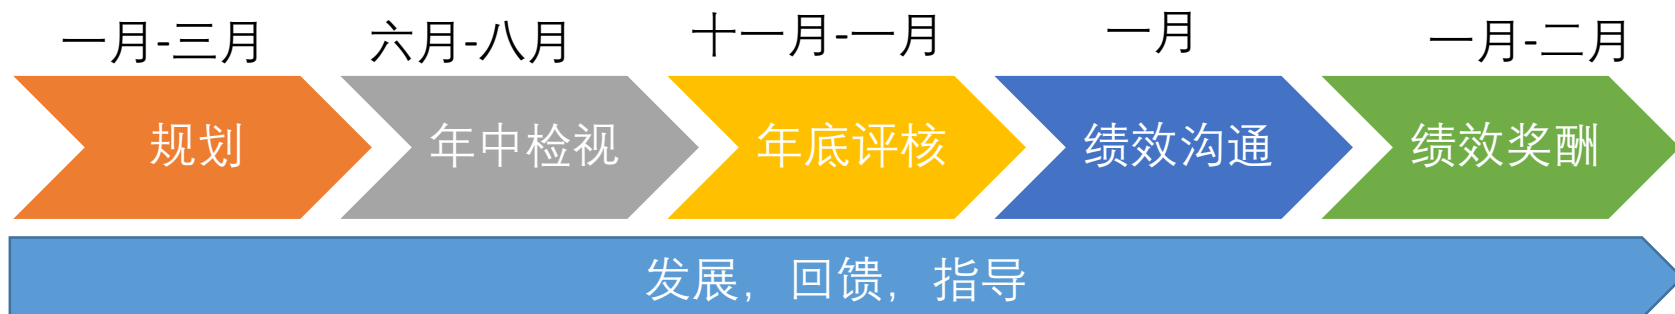 一月-三月 六月-八月 十一月-一月 一月 一月-二月
规划 年中检视 年底评核 绩效沟通 绩效奖酬
发展，回馈，指导